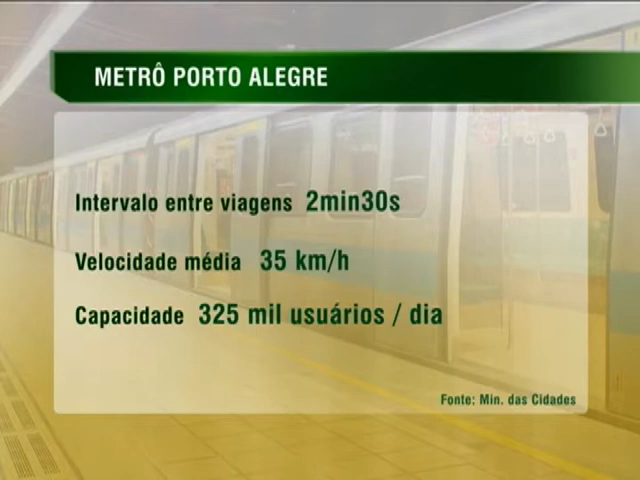 METRÔ PORTO ALEGRE
Intervalo entre viagens 2min30s
Velocidade média 35 km/h
Capacidade 325 mil usuários / dia
Fonte: Min. das Cidades